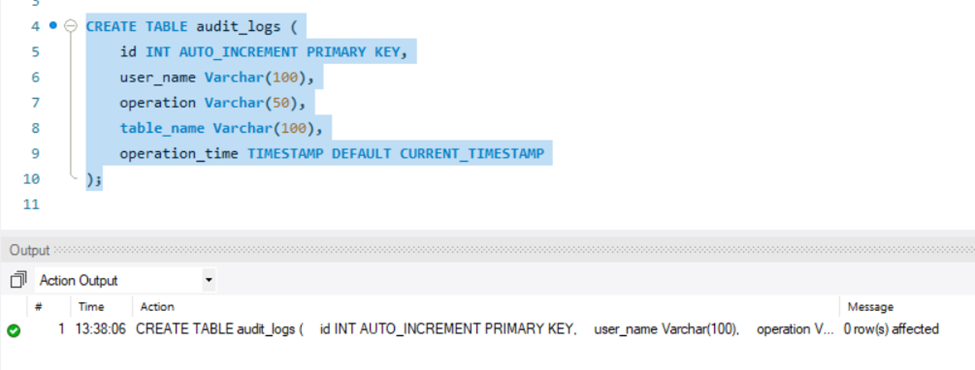 3
4 CREATE TABLE audit_logs (
5 id INT AUTO_INCREMENT PRIMARY KEY,
6 user_name Varchar(100),
7 operation Varchar(50),
8 table_name Varchar(100),
9 operation_time TIMESTAMP DEFAULT CURRENT_TIMESTAMP
10 );
11
Output
Action Output
# Time Action Message
1 13:38:06 CREATE TABLE audit_logs ( id INT AUTO_INCREMENT PRIMARY KEY, user_name Varchar(100), operation V... 0 row(s) affected